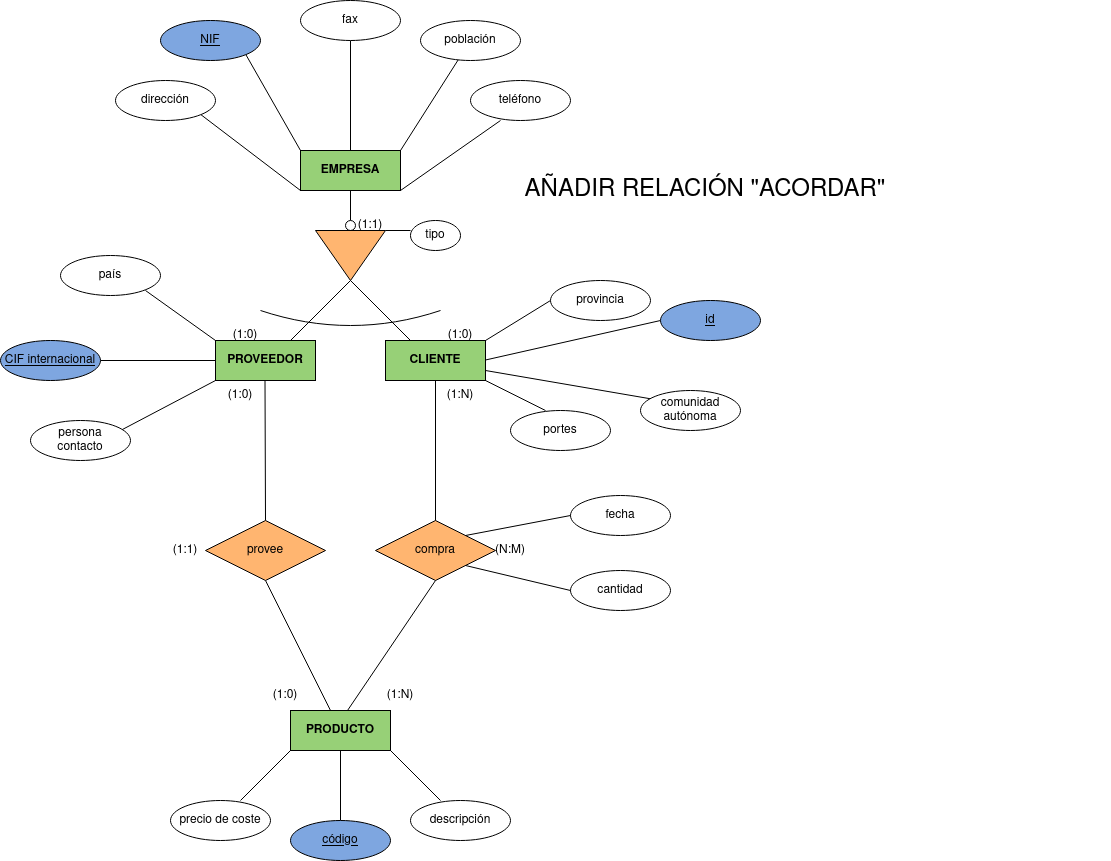 fax
NIF
población
dirección
teléfono
EMPRESA
AÑADIR RELACIÓN "ACORDAR"
(1:1)
tipo
país
provincia
id
(1:0)
(1:0)
CIF internacional
PROVEEDOR
CLIENTE
(1:0)
(1:N)
comunidad
autónoma
persona
contacto
portes
fecha
(1:1)
provee
compra
(N:M)
cantidad
(1:0)
(1:N)
PRODUCTO
precio de coste
código
descripción